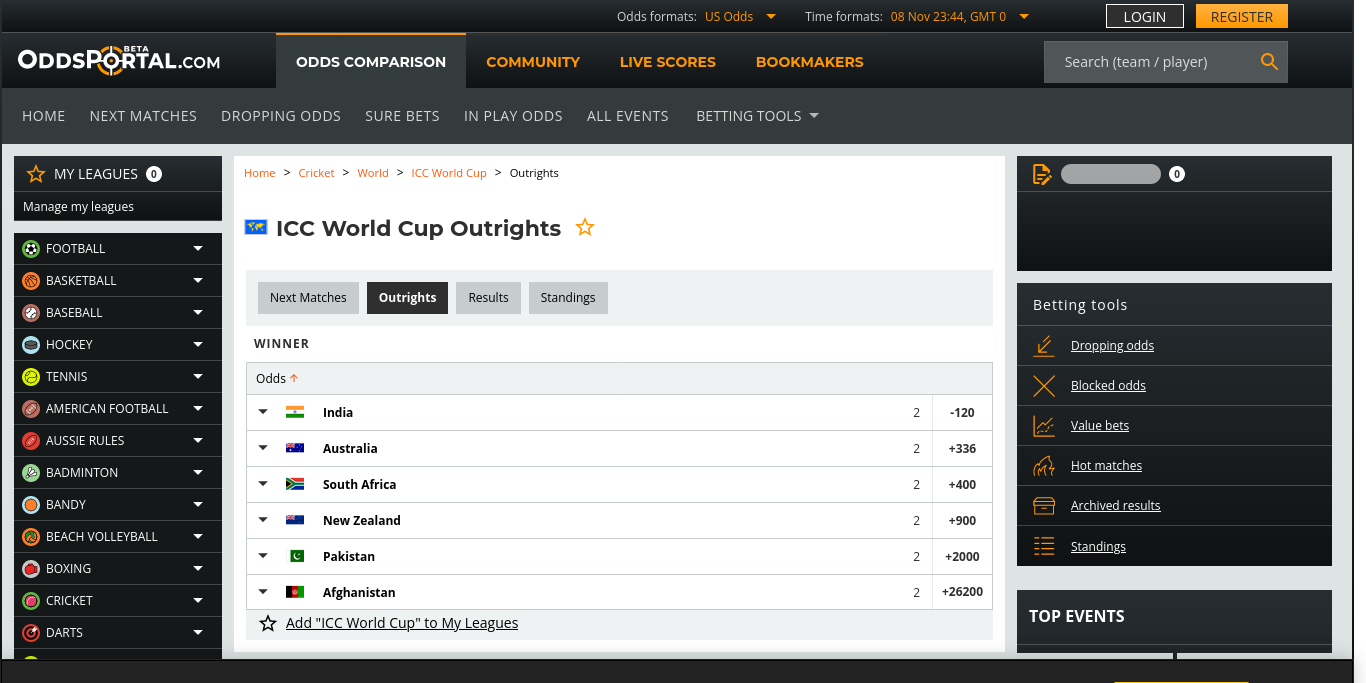 Odds formats: US Odds Time formats: 08 Nov 23:44, GMT 0 LOGIN REGISTER
ODDSPORTAL.COM BETA ODDS COMPARISON COMMUNITY LIVE SCORES BOOKMAKERS Search (team / player)
HOME NEXT MATCHES DROPPING ODDS SURE BETS IN PLAY ODDS ALL EVENTS BETTING TOOLS
MY LEAGUES 0
Manage my leagues
FOOTBALL
BASKETBALL
BASEBALL
HOCKEY
TENNIS
AMERICAN FOOTBALL
AUSSIE RULES
BADMINTON
BANDY
BEACH VOLLEYBALL
BOXING
CRICKET
DARTS
Home > Cricket > World > ICC World Cup > Outrights
ICC World Cup Outrights
Next Matches Outrights Results Standings
WINNER
Odds
India 2 -120
Australia 2 +336
South Africa 2 +400
New Zealand 2 +900
Pakistan 2 +2000
Afghanistan 2 +26200
Add "ICC World Cup" to My Leagues
0
Betting tools
Dropping odds
Blocked odds
Value bets
Hot matches
Archived results
Standings
TOP EVENTS